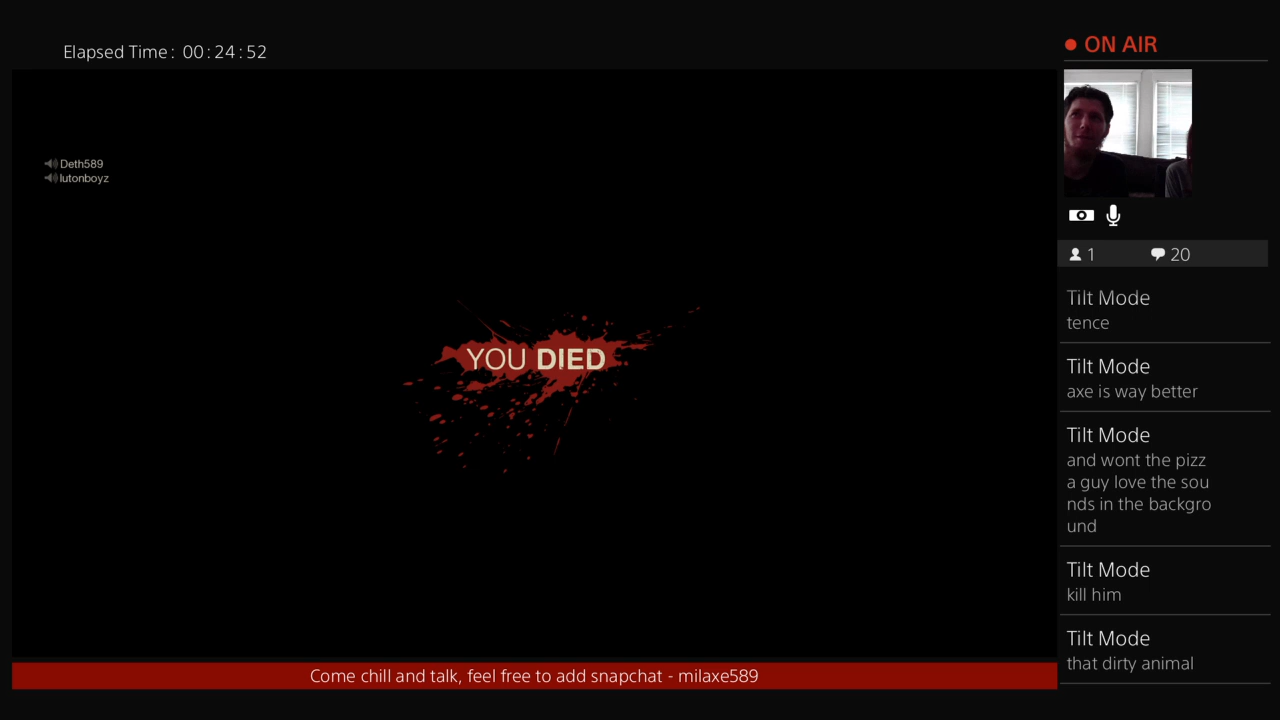 Elapsed Time: 00:24:52
ON AIR
Deth589
lutonboyz
YOU DIED
1
20
Tilt Mode
tence
Tilt Mode
axe is way better
Tilt Mode
and wont the pizz
a guy love the sou
nds in the backgro
und
Tilt Mode
kill him
Tilt Mode
that dirty animal
Come chill and talk, feel free to add snapchat - milaxe589